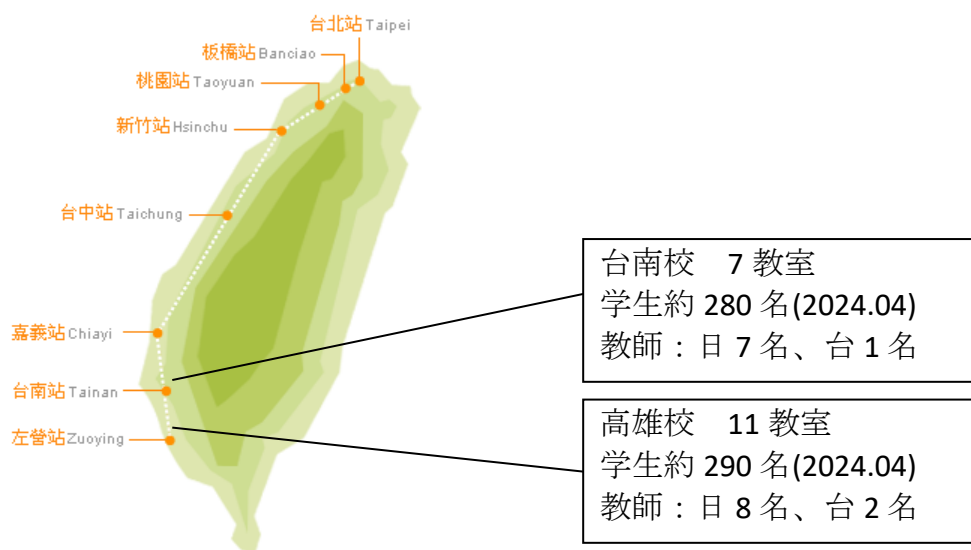 台北站 Taipei
板橋站 Banciao
桃園站 Taoyuan
新竹站 Hsinchu
台中站 Taichung
嘉義站 Chiayi
台南站 Tainan
左營站 Zuoying
台南校　7 教室
学生約 280 名(2024.04)
教師：日 7 名、台 1 名
高雄校　11 教室
学生約 290 名(2024.04)
教師：日 8 名、台 2 名